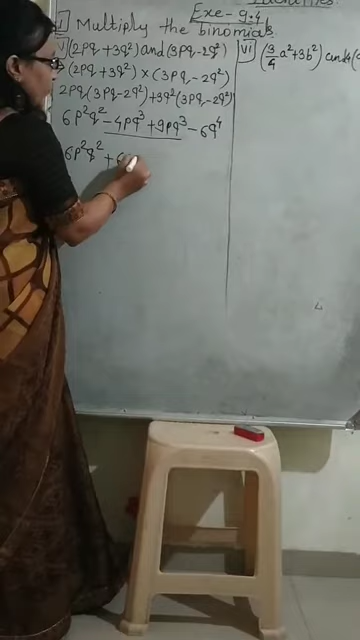 Exe-9.4
1 Multiply the binomials.
v (2pq+3q²) and (3pq-2q²)
(2pq+3q²) × (3pq-2q²)
2pq(3pq-2q²)+3q²(3pq-2q²)
6p²q²-4pq³+9pq³-6q⁴
6p²q²+
vi (3/4 a²+3b²) and 4(